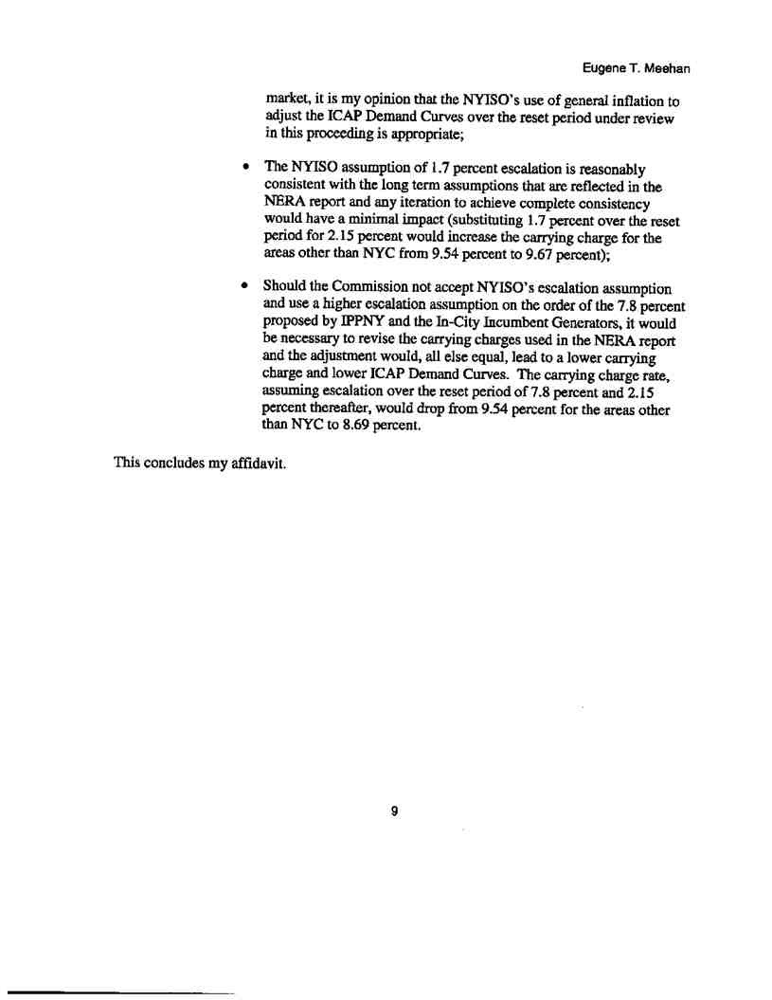 Eugene T. Meehan
market, it is my opinion that the NYISO's use of general inflation to
adjust the ICAP Demand Curves over the reset period under review
in this proceeding is appropriate;
• The NYISO assumption of 1.7 percent escalation is reasonably
consistent with the long term assumptions that are reflected in the
NERA report and any iteration to achieve complete consistency
would have a minimal impact (substituting 1.7 percent over the reset
period for 2.15 percent would increase the carrying charge for the
areas other than NYC from 9.54 percent to 9.67 percent);
• Should the Commission not accept NYISO's escalation assumption
and use a higher escalation assumption on the order of the 7.8 percent
proposed by IPPNY and the In-City Incumbent Generators, it would
be necessary to revise the carrying charges used in the NERA report
and the adjustment would, all else equal, lead to a lower carrying
charge and lower ICAP Demand Curves. The carrying charge rate,
assuming escalation over the reset period of 7.8 percent and 2.15
percent thereafter, would drop from 9.54 percent for the areas other
than NYC to 8.69 percent.
This concludes my affidavit.
9